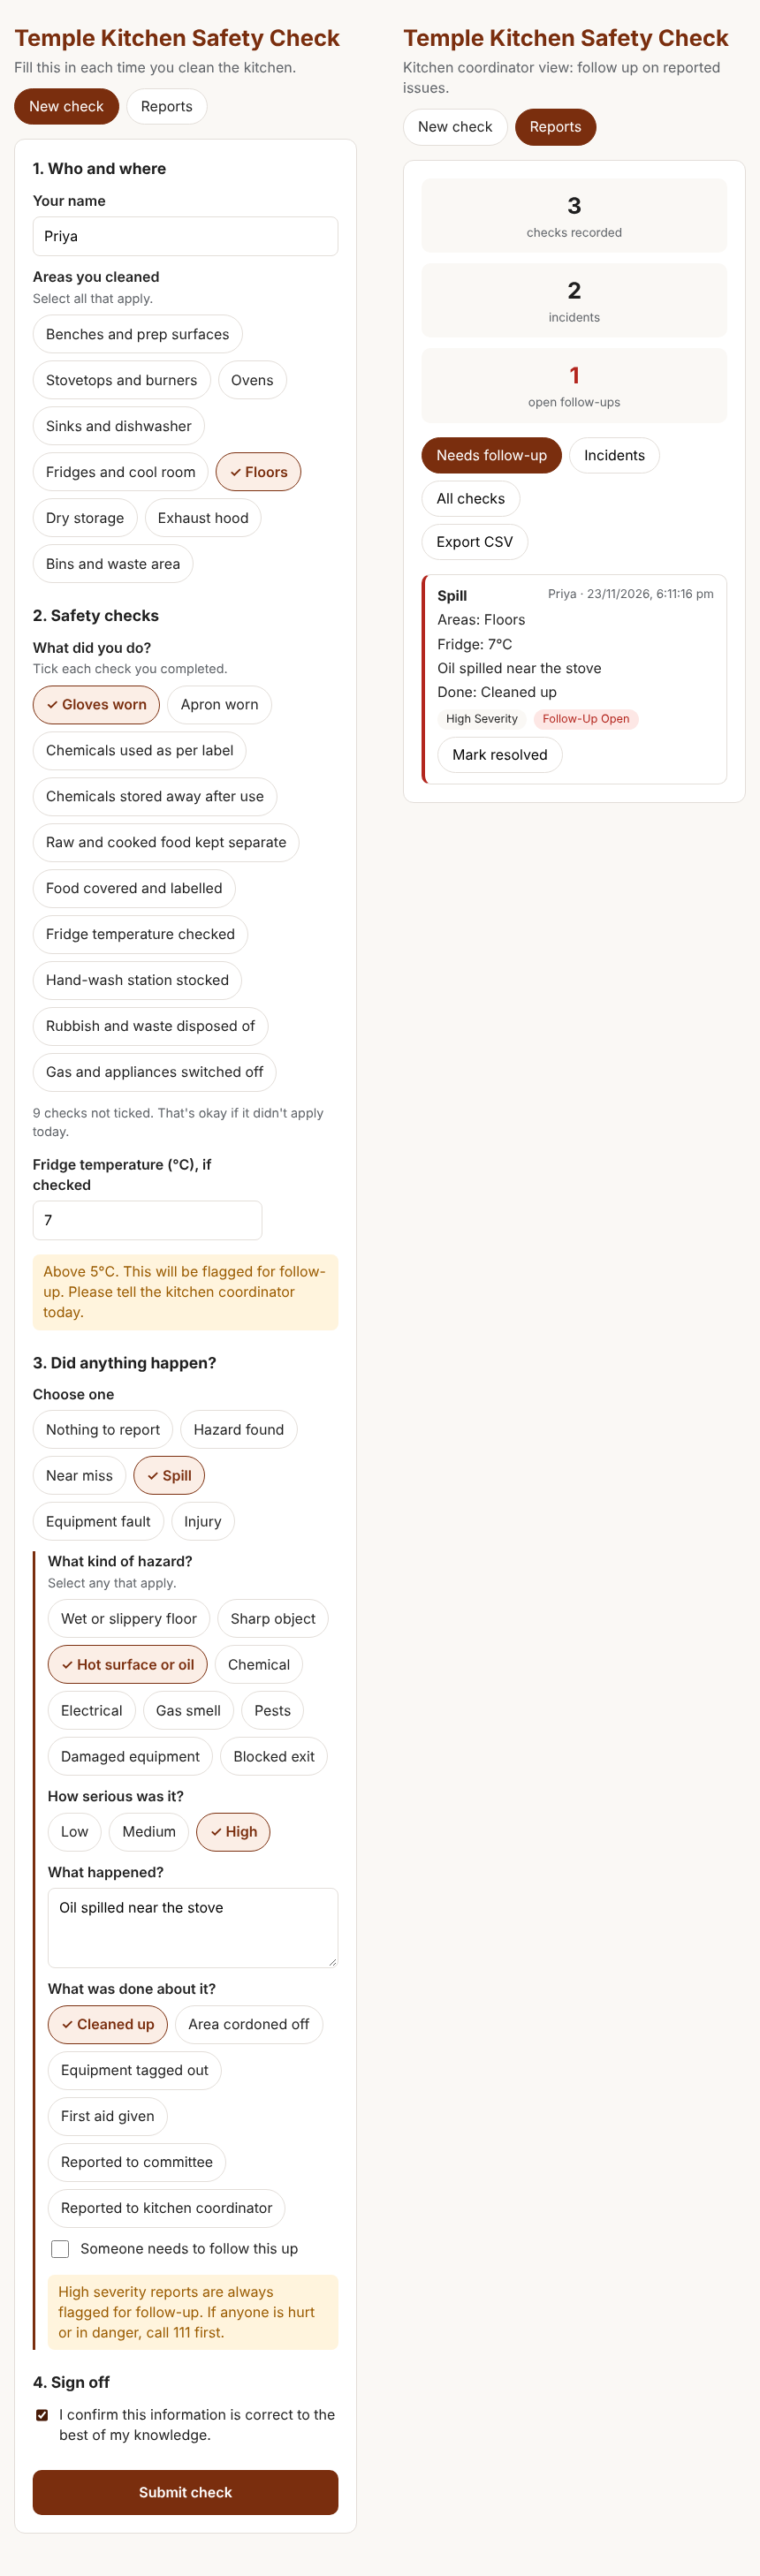 Temple Kitchen Safety Check
Fill this in each time you clean the kitchen.
New check
Reports
1. Who and where
Your name
Priya
Areas you cleaned
Select all that apply.
Benches and prep surfaces
Stovetops and burners
Ovens
Sinks and dishwasher
Fridges and cool room
✓ Floors
Dry storage
Exhaust hood
Bins and waste area
2. Safety checks
What did you do?
Tick each check you completed.
✓ Gloves worn
Apron worn
Chemicals used as per label
Chemicals stored away after use
Raw and cooked food kept separate
Food covered and labelled
Fridge temperature checked
Hand-wash station stocked
Rubbish and waste disposed of
Gas and appliances switched off
9 checks not ticked. That's okay if it didn't apply
today.
Fridge temperature (°C), if
checked
7
Above 5°C. This will be flagged for follow-
up. Please tell the kitchen coordinator
today.
3. Did anything happen?
Choose one
Nothing to report
Hazard found
Near miss
✓ Spill
Equipment fault
Injury
What kind of hazard?
Select any that apply.
Wet or slippery floor
Sharp object
✓ Hot surface or oil
Chemical
Electrical
Gas smell
Pests
Damaged equipment
Blocked exit
How serious was it?
Low
Medium
✓ High
What happened?
Oil spilled near the stove
What was done about it?
✓ Cleaned up
Area cordoned off
Equipment tagged out
First aid given
Reported to committee
Reported to kitchen coordinator
Someone needs to follow this up
High severity reports are always
flagged for follow-up. If anyone is hurt
or in danger, call 111 first.
4. Sign off
I confirm this information is correct to the
best of my knowledge.
Submit check
Temple Kitchen Safety Check
Kitchen coordinator view: follow up on reported
issues.
New check
Reports
3
checks recorded
2
incidents
1
open follow-ups
Needs follow-up
Incidents
All checks
Export CSV
Spill
Priya · 23/11/2026, 6:11:16 pm
Areas: Floors
Fridge: 7°C
Oil spilled near the stove
Done: Cleaned up
High Severity
Follow-Up Open
Mark resolved